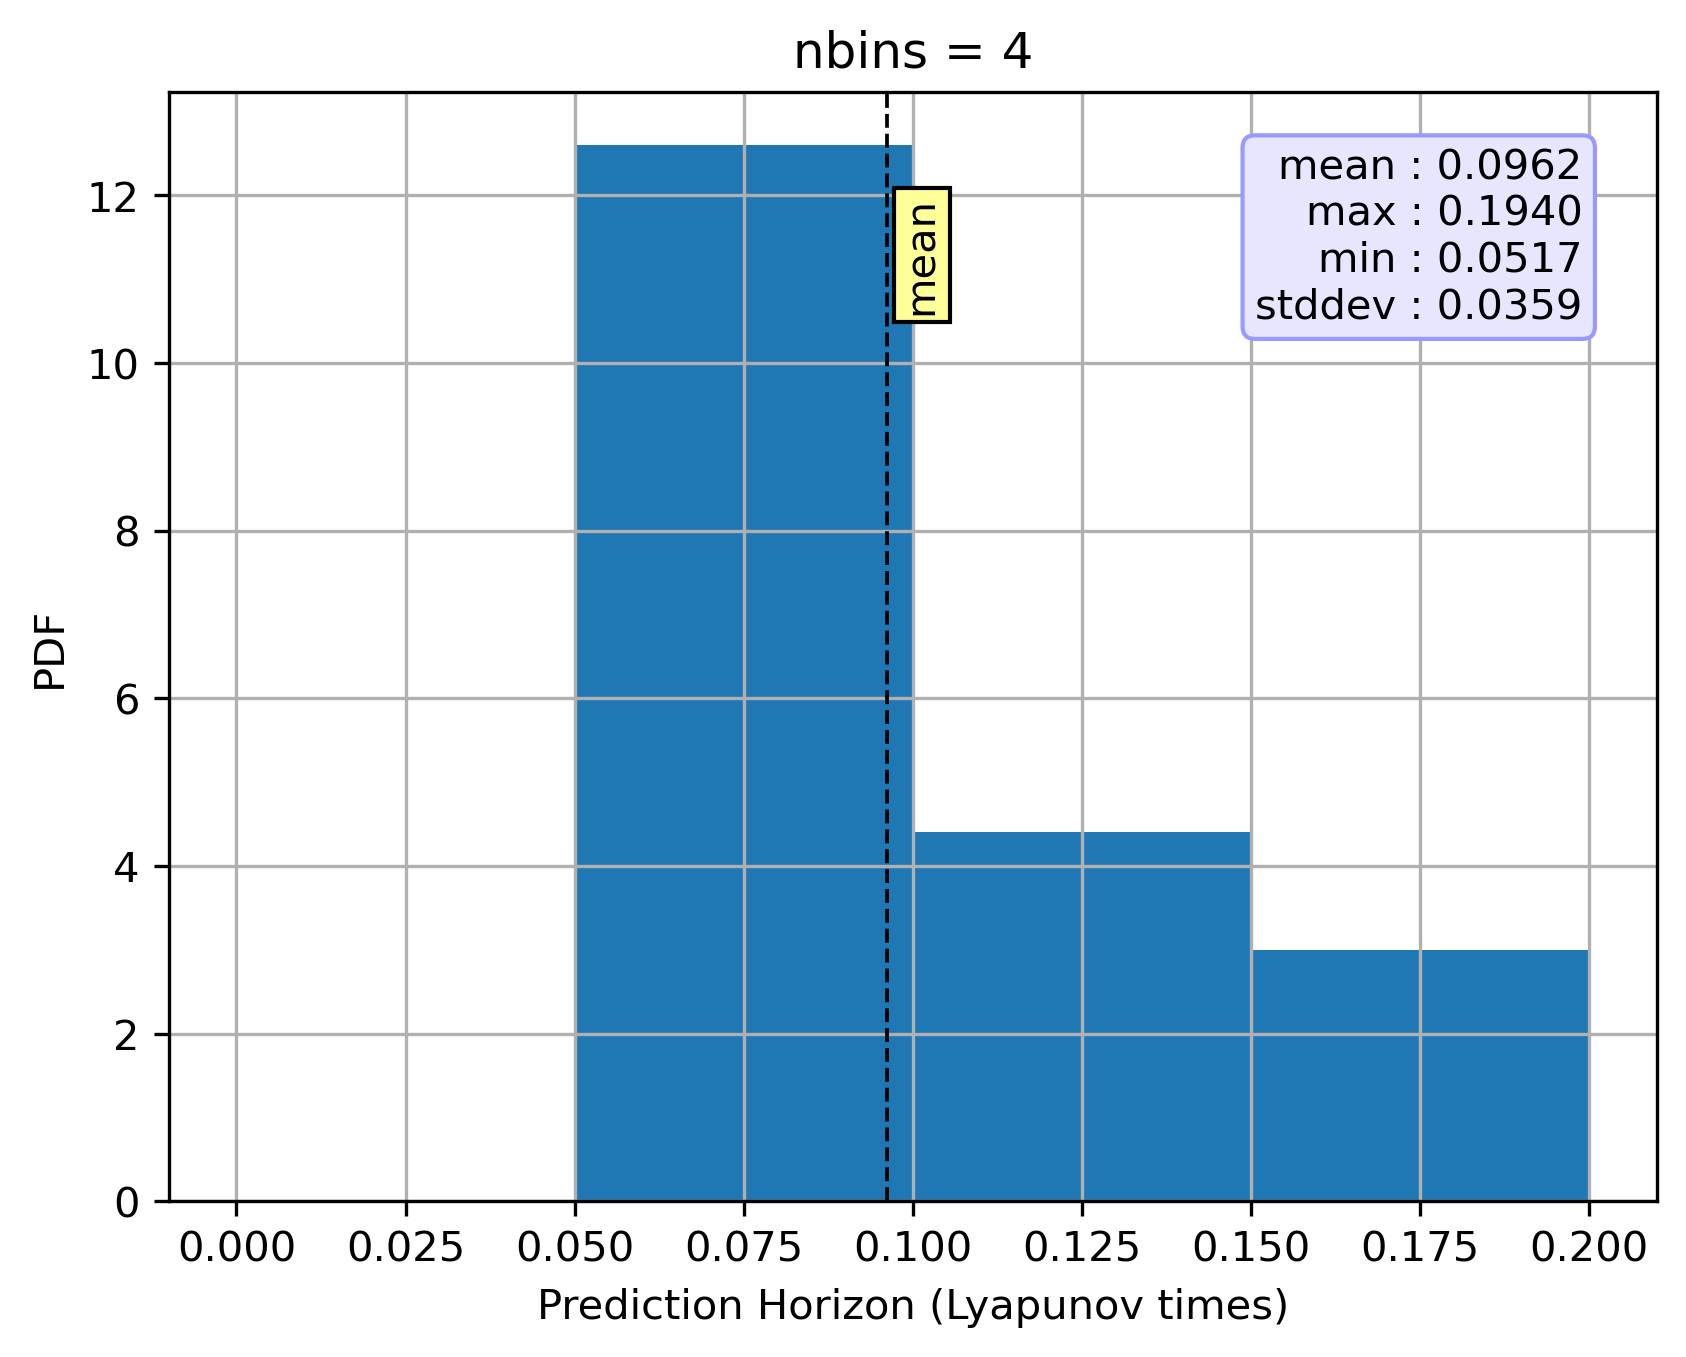 nbins = 4
mean : 0.0962
max : 0.1940
min : 0.0517
stddev : 0.0359
mean
12
10
8
6
4
2
0
PDF
0.000 0.025 0.050 0.075 0.100 0.125 0.150 0.175 0.200
Prediction Horizon (Lyapunov times)